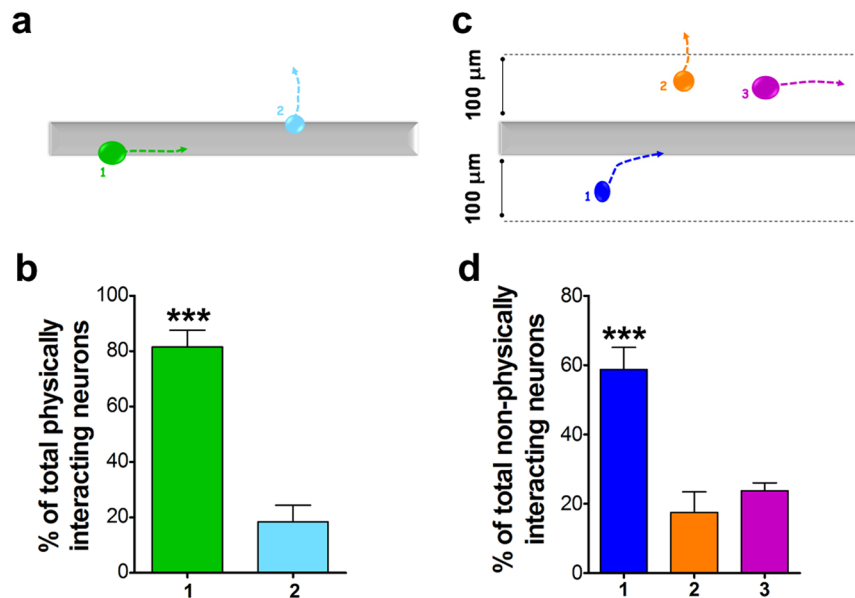 a
2
1
c
100 µm
2
3
100 µm
1
b
% of total physically
interacting neurons
100
80
60
40
20
0
***
1
2
d
% of total non-physically
interacting neurons
80
60
40
20
0
***
1
2
3